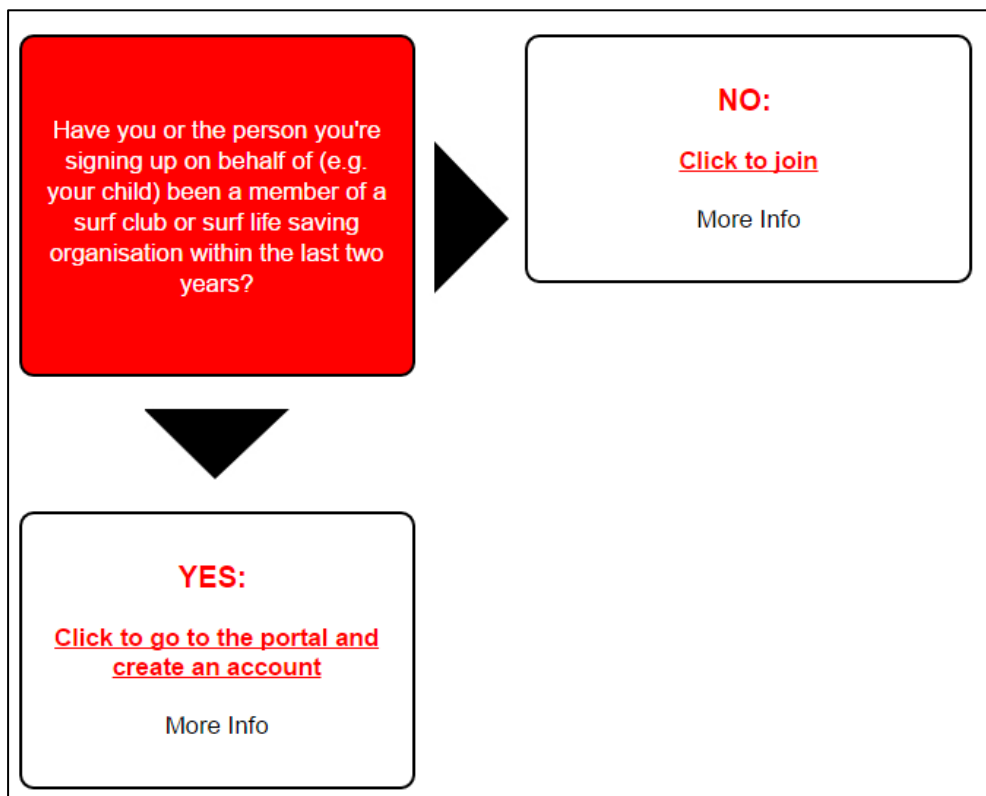 Have you or the person you're
signing up on behalf of (e.g.
your child) been a member of a
surf club or surf life saving
organisation within the last two
years?
NO:
Click to join
More Info
YES:
Click to go to the portal and
create an account
More Info